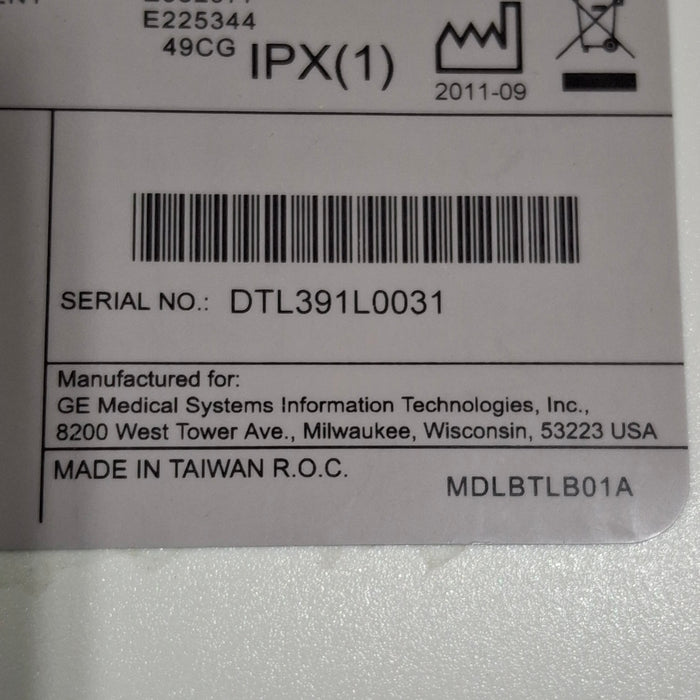 E225344
49CG IPX(1)
2011-09
SERIAL NO.: DTL391L0031
Manufactured for:
GE Medical Systems Information Technologies, Inc.,
8200 West Tower Ave., Milwaukee, Wisconsin, 53223 USA
MADE IN TAIWAN R.O.C.
MDLBTLB01A